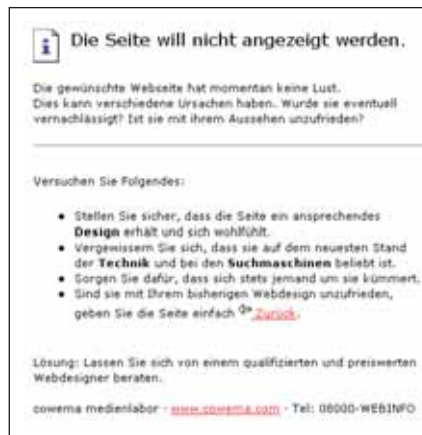 Die Seite will nicht angezeigt werden.
Die gewünschte Webseite hat momentan keine Lust.
Dies kann verschiedene Ursachen haben. Wurde sie eventuell
vernachlässigt? Ist sie mit ihrem Aussehen unzufrieden?
Versuchen Sie Folgendes:
• Stellen Sie sicher, dass die Seite ein ansprechendes
Design erhält und sich wohlfühlt.
• Vergewissern Sie sich, dass sie auf dem neuesten Stand
der Technik und bei den Suchmaschinen beliebt ist.
• Sorgen Sie dafür, dass sich stets jemand um sie kümmert.
• Sind sie mit Ihrem bisherigen Webdesign unzufrieden,
geben Sie die Seite einfach Zurück.
Lösung: Lassen Sie sich von einem qualifizierten und preiswerten
Webdesigner beraten.
cowema medienlabor · www.cowema.com · Tel: 08000-WEBINFO